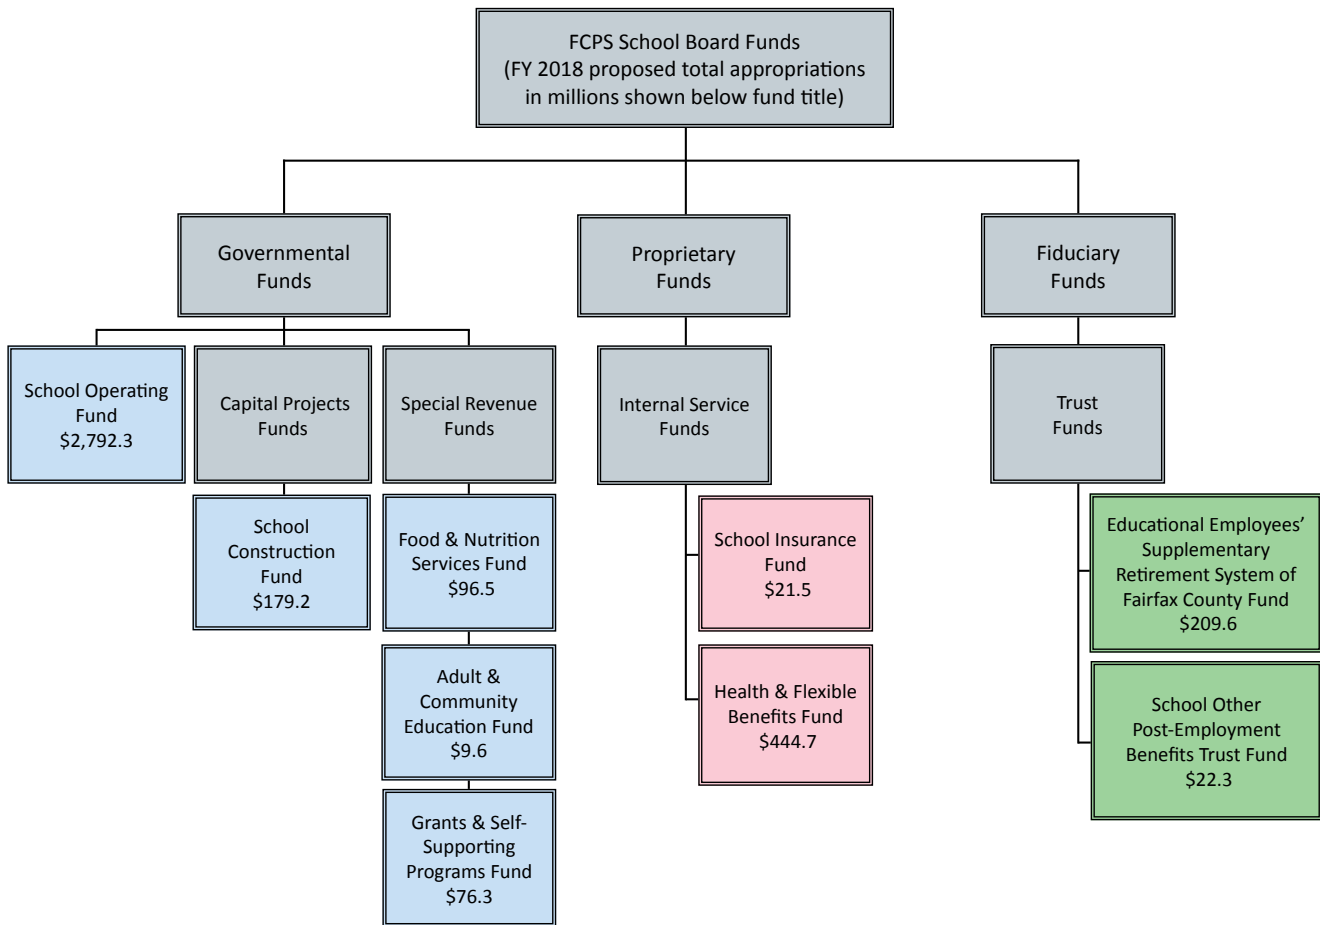 FCPS School Board Funds
(FY 2018 proposed total appropriations
in millions shown below fund title)
Governmental
Funds
Proprietary
Funds
Fiduciary
Funds
School Operating
Fund
$2,792.3
Capital Projects
Funds
Special Revenue
Funds
Internal Service
Funds
Trust
Funds
School
Construction
Fund
$179.2
Food & Nutrition
Services Fund
$96.5
School Insurance
Fund
$21.5
Educational Employees’
Supplementary
Retirement System of
Fairfax County Fund
$209.6
Adult &
Community
Education Fund
$9.6
Health & Flexible
Benefits Fund
$444.7
School Other
Post-Employment
Benefits Trust Fund
$22.3
Grants & Self-
Supporting
Programs Fund
$76.3